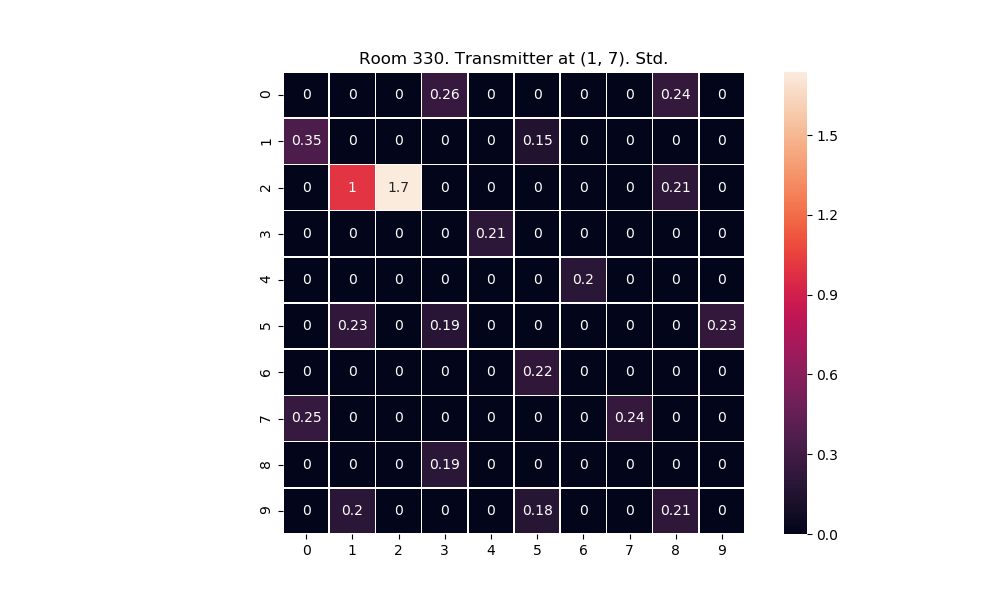 Room 330. Transmitter at (1, 7). Std.
0 0 0 0 0.26 0 0 0 0 0.24 0
1 0.35 0 0 0 0 0.15 0 0 0 0
2 0 1 1.7 0 0 0 0 0 0.21 0
3 0 0 0 0 0.21 0 0 0 0 0
4 0 0 0 0 0 0 0.2 0 0 0
5 0 0.23 0 0.19 0 0 0 0 0 0.23
6 0 0 0 0 0 0.22 0 0 0 0
7 0.25 0 0 0 0 0 0 0.24 0 0
8 0 0 0 0.19 0 0 0 0 0 0
9 0 0.2 0 0 0 0.18 0 0 0.21 0
0 1 2 3 4 5 6 7 8 9
1.5
1.2
0.9
0.6
0.3
0.0